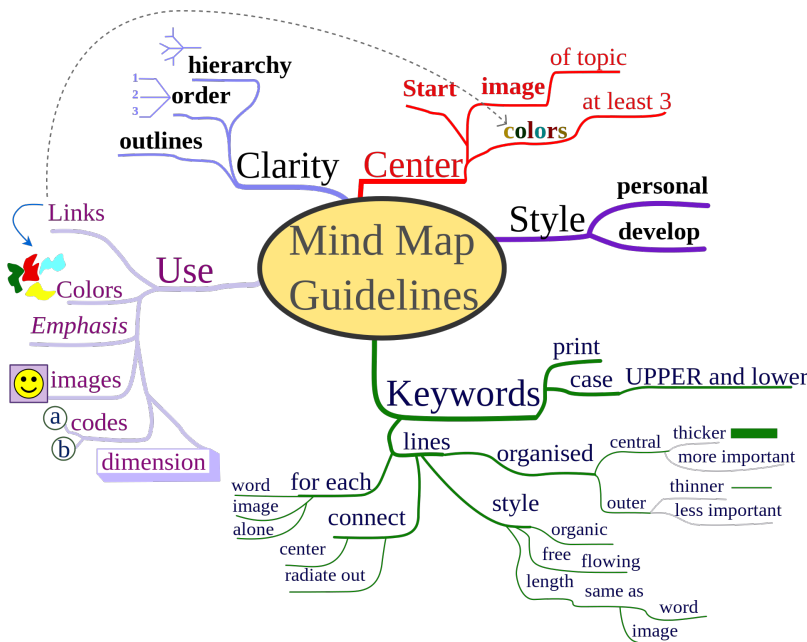 Mind Map
Guidelines
Clarity
hierarchy
1
2
3
order
outlines
Center
Start
image
of topic
colors
at least 3
Style
personal
develop
Use
Links
Colors
Emphasis
images
a
codes
b
dimension
Keywords
print
case
UPPER and lower
lines
organised
central
thicker
more important
outer
thinner
less important
for each
word
image
alone
connect
center
radiate out
style
organic
free
flowing
length
same as
word
image